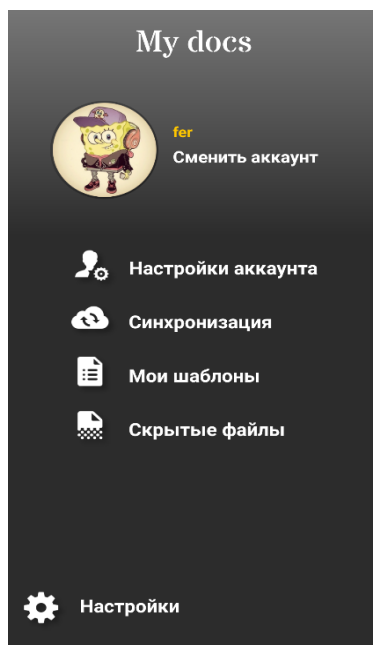 My docs
fer
Сменить аккаунт
Настройки аккаунта
Синхронизация
Мои шаблоны
Скрытые файлы
Настройки